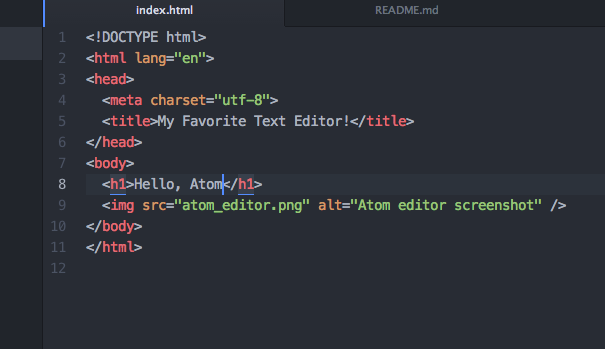 index.html README.md
1 <!DOCTYPE html>
2 <html lang="en">
3 <head>
4   <meta charset="utf-8">
5   <title>My Favorite Text Editor!</title>
6 </head>
7 <body>
8   <h1>Hello, Atom</h1>
9   <img src="atom_editor.png" alt="Atom editor screenshot" />
10 </body>
11 </html>
12